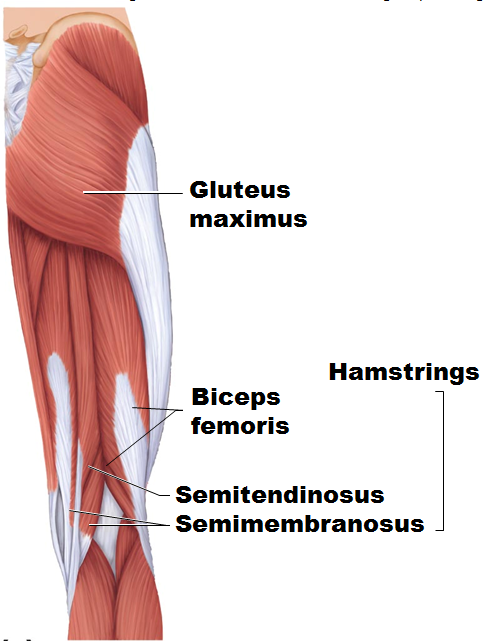 Gluteus
maximus
Hamstrings
Biceps
femoris
Semitendinosus
Semimembranosus